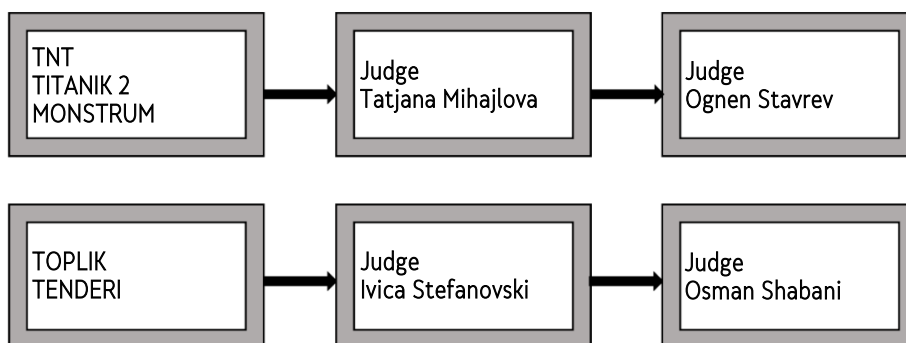 TNT
TITANIK 2
MONSTRUM
Judge
Tatjana Mihajlova
Judge
Ognen Stavrev
TOPLIK
TENDERI
Judge
Ivica Stefanovski
Judge
Osman Shabani